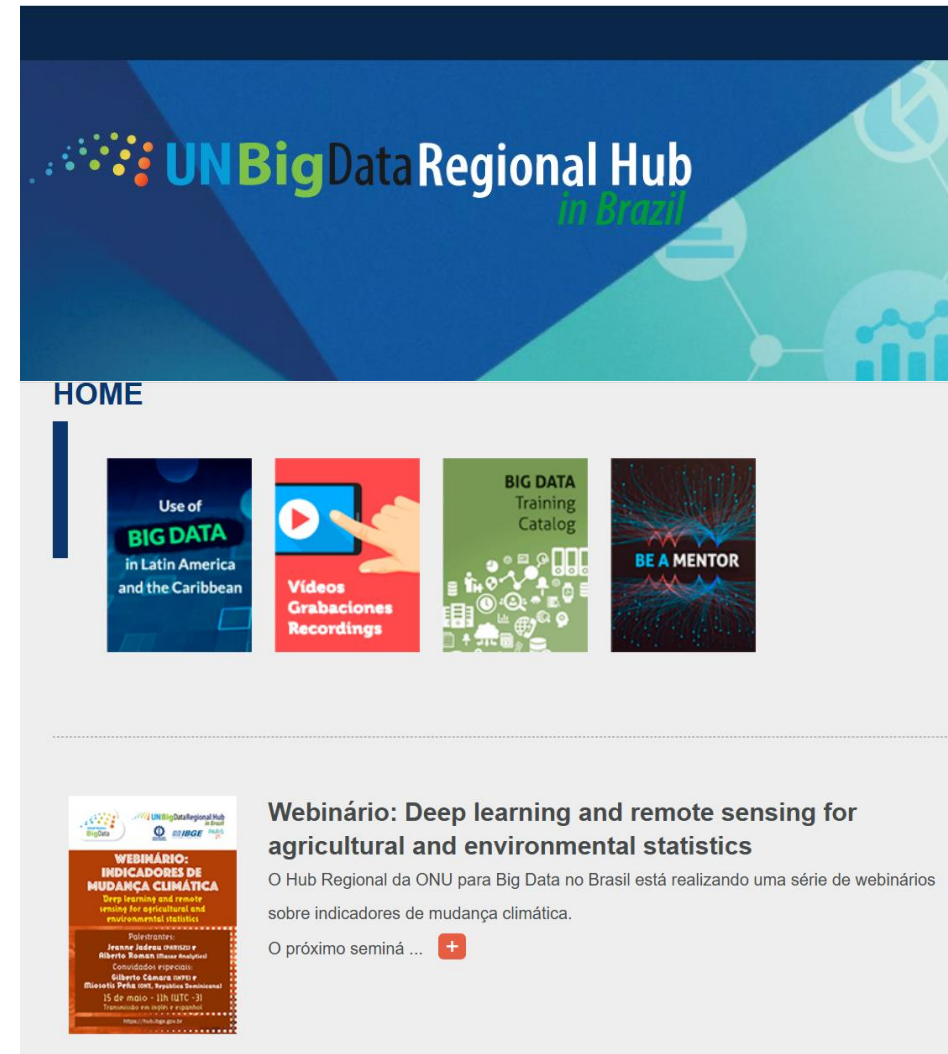 UNBigData Regional Hub
in Brazil
HOME
Use of
BIG DATA
in Latin America
and the Caribbean
Vídeos
Grabaciones
Recordings
BIG DATA
Training
Catalog
BE A MENTOR
BigData
UNBigDataRegional Hub
in Brazil
IBGE
PARIS
WEBINÁRIO:
INDICADORES DE
MUDANÇA CLIMÁTICA
Deep learning and remote
sensing for agricultural and
environmental statistics
Palestrantes:
Jeanne Jadeau (PARIS21) e
Alberto Roman (Masae Analytics)
Convidados especiais:
Gilberto Câmara (INPE) e
Miosotis Peña (ONE, República Dominicana)
15 de maio - 11h (UTC -3)
Transmissão em inglês e espanhol
https://hub.ibge.gov.br
Webinário: Deep learning and remote sensing for
agricultural and environmental statistics
O Hub Regional da ONU para Big Data no Brasil está realizando uma série de webinários
sobre indicadores de mudança climática.
O próximo seminá ... +